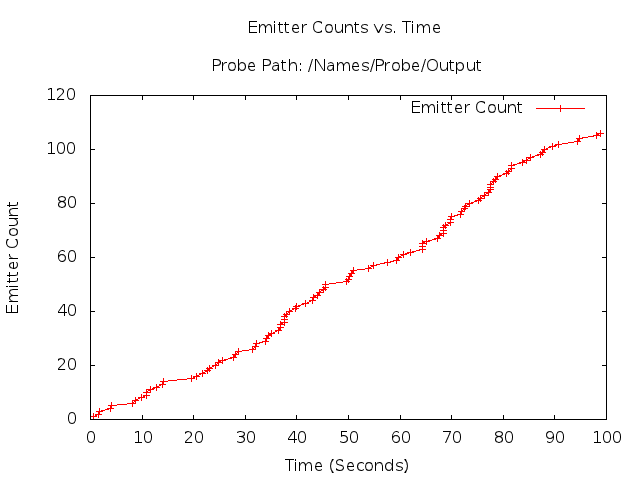 Emitter Counts vs. Time
Probe Path: /Names/Probe/Output
Emitter Count
120
100
80
60
40
20
0
Emitter Count
0 10 20 30 40 50 60 70 80 90 100
Time (Seconds)